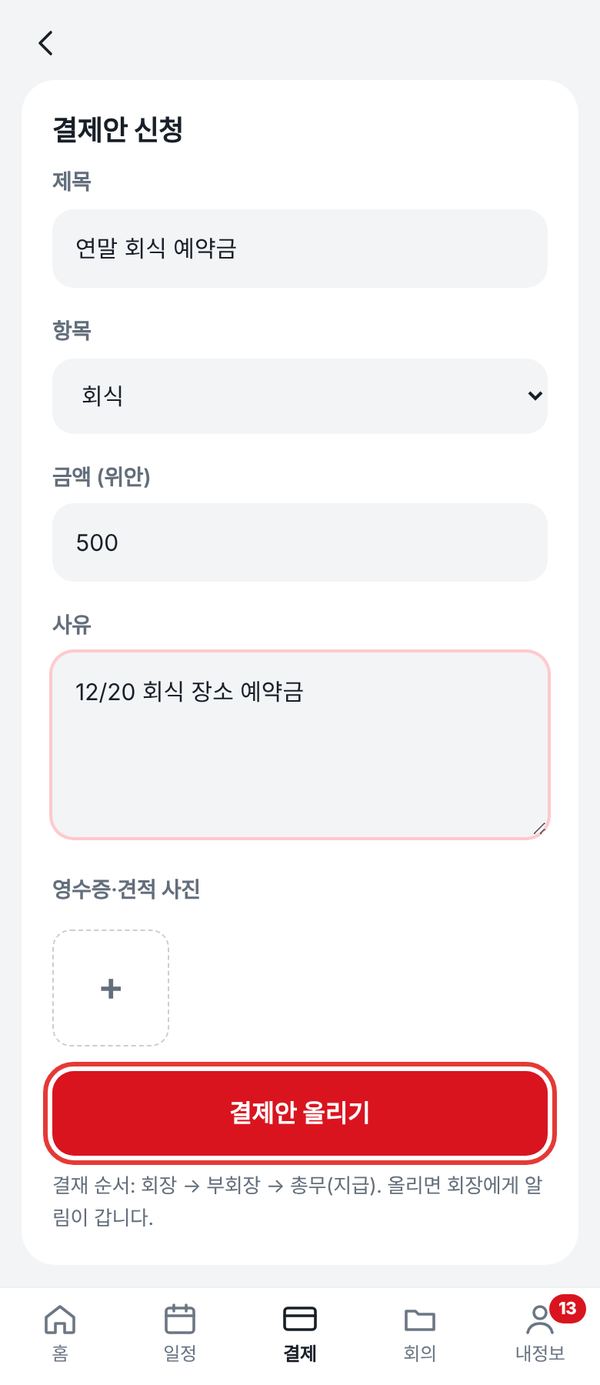 결제안 신청
제목
연말 회식 예약금
항목
회식
금액 (위안)
500
사유
12/20 회식 장소 예약금
영수증·견적 사진
+
결제안 올리기
결재 순서: 회장 → 부회장 → 총무(지급). 올리면 회장에게 알
림이 갑니다.
13
홈
일정
결제
회의
내정보